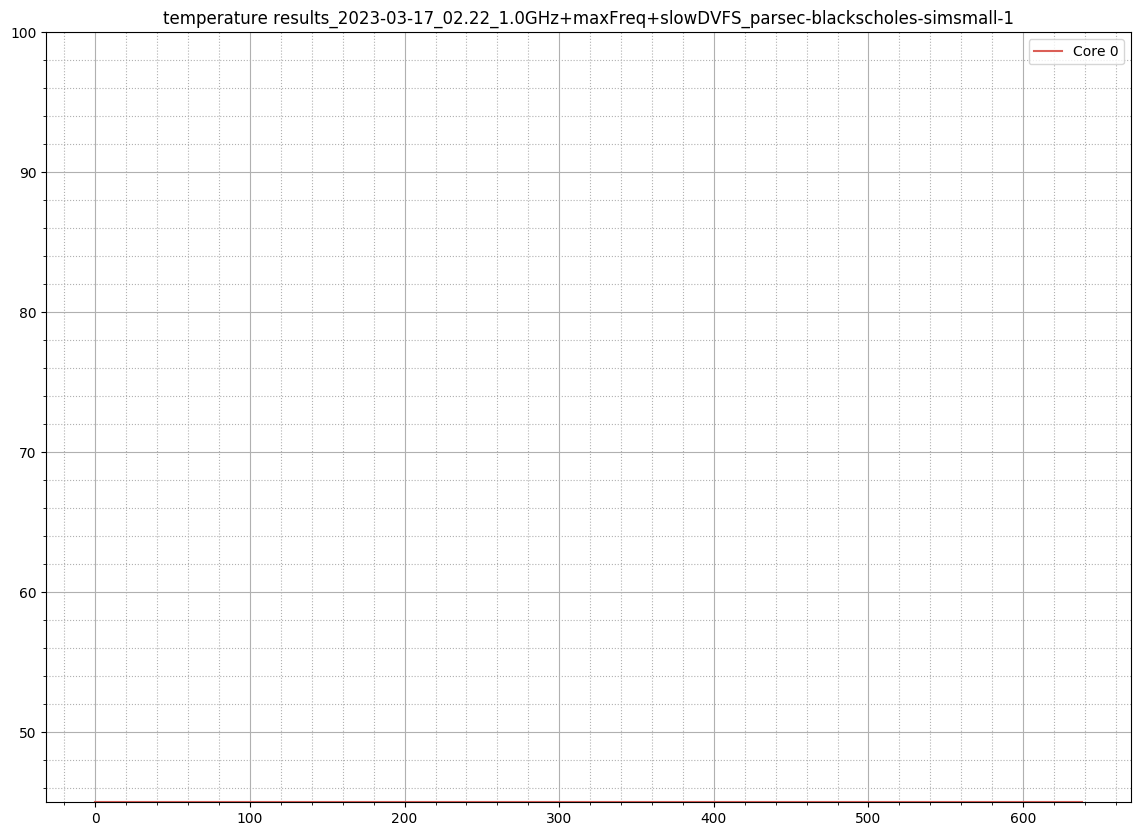 temperature results_2023-03-17_02.22_1.0GHz+maxFreq+slowDVFS_parsec-blackscholes-simsmall-1
Core 0
100
90
80
70
60
50
0 100 200 300 400 500 600